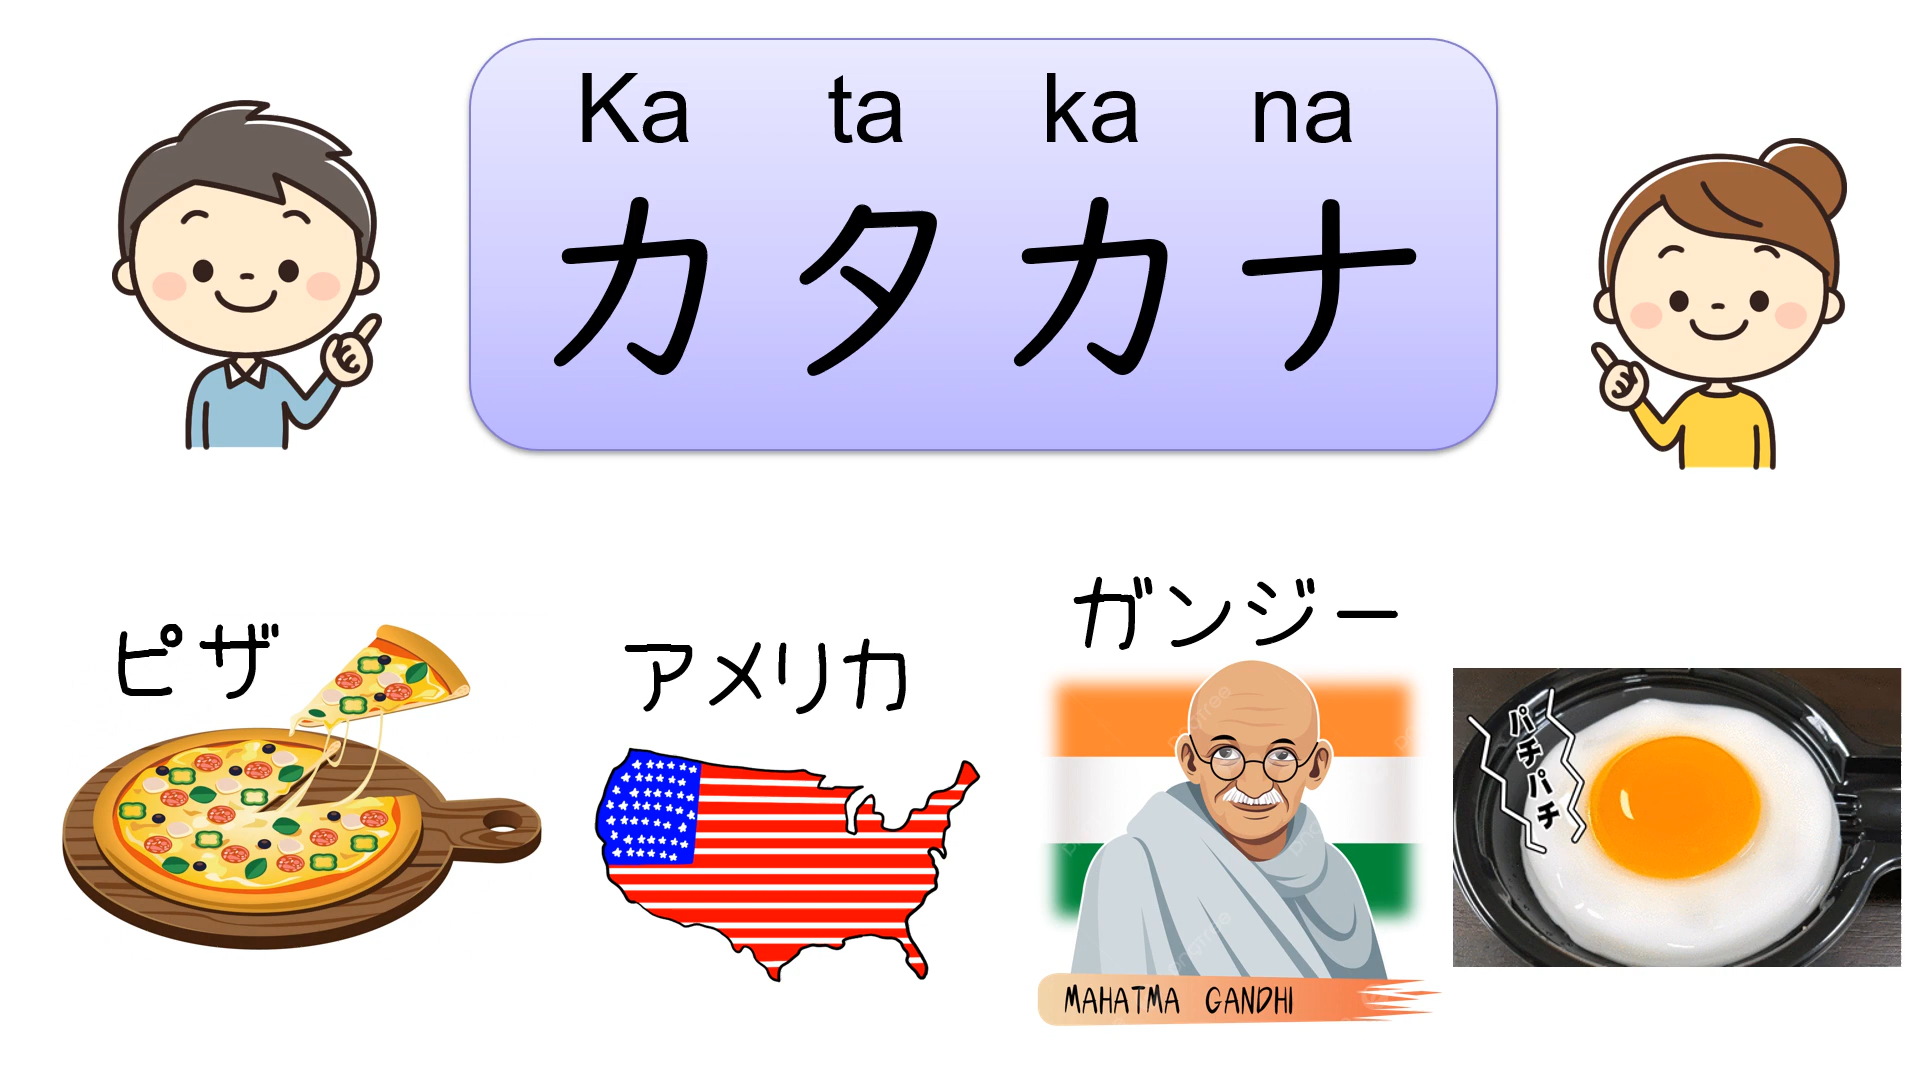 Ka ta ka na
カタカナ
ピザ
アメリカ
ガンジー
パチパチ
MAHATMA GANDHI